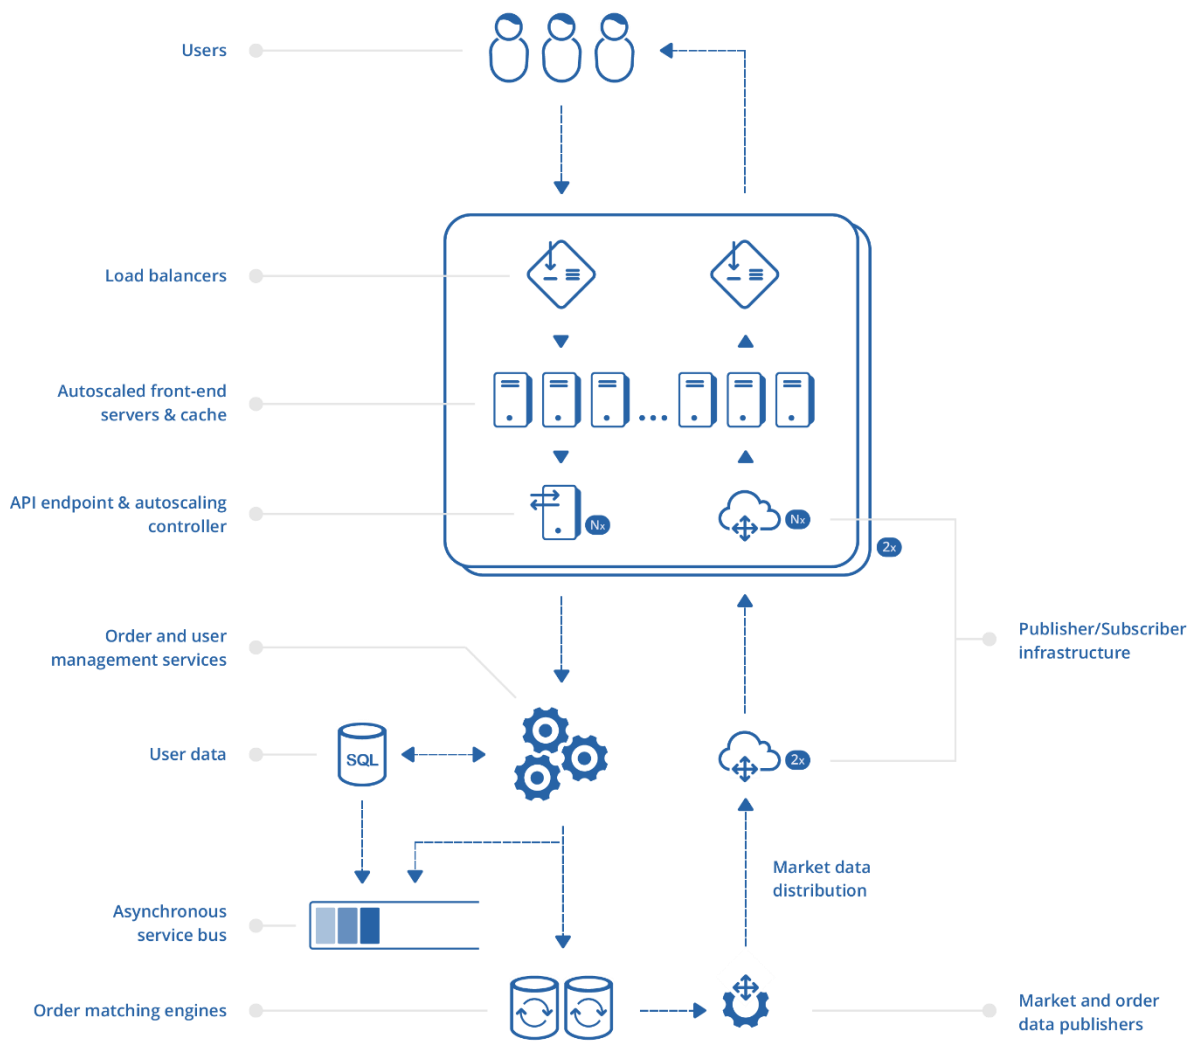 Users
Load balancers
Autoscaled front-end
servers & cache
API endpoint & autoscaling
controller
Nx
Nx
2x
Order and user
management services
Publisher/Subscriber
infrastructure
User data
SQL
2x
Market data
distribution
Asynchronous
service bus
Order matching engines
Market and order
data publishers